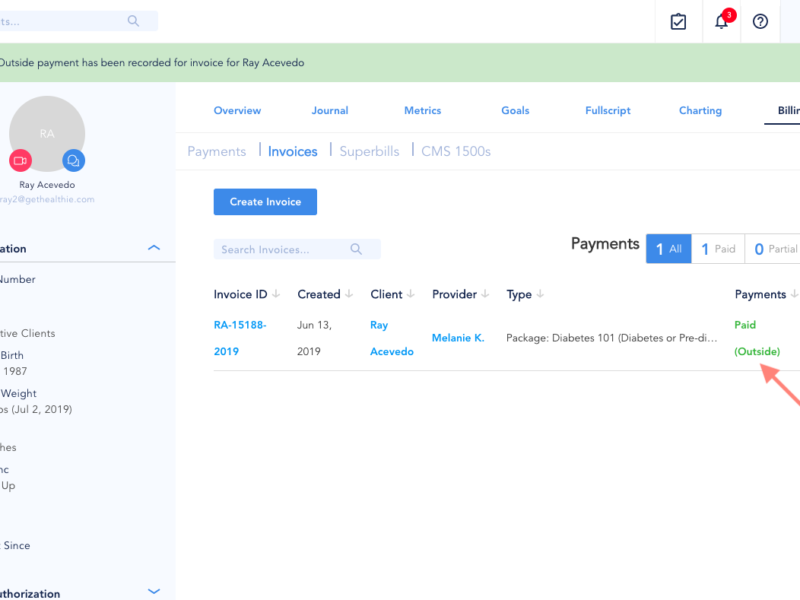 ts...
3
Outside payment has been recorded for invoice for Ray Acevedo
RA
Ray Acevedo
ray2@gethealthie.com
ation
Number
tive Clients
Birth
1987
Weight
os (Jul 2, 2019)
hes
nc
Up
t Since
uthorization
Overview Journal Metrics Goals Fullscript Charting Billin
Payments | Invoices | Superbills | CMS 1500s
Create Invoice
Search Invoices...
Payments 1 All 1 Paid 0 Partial
Invoice ID Created Client Provider Type Payments
RA-15188-2019 Jun 13, 2019 Ray Acevedo Melanie K. Package: Diabetes 101 (Diabetes or Pre-di... Paid (Outside)